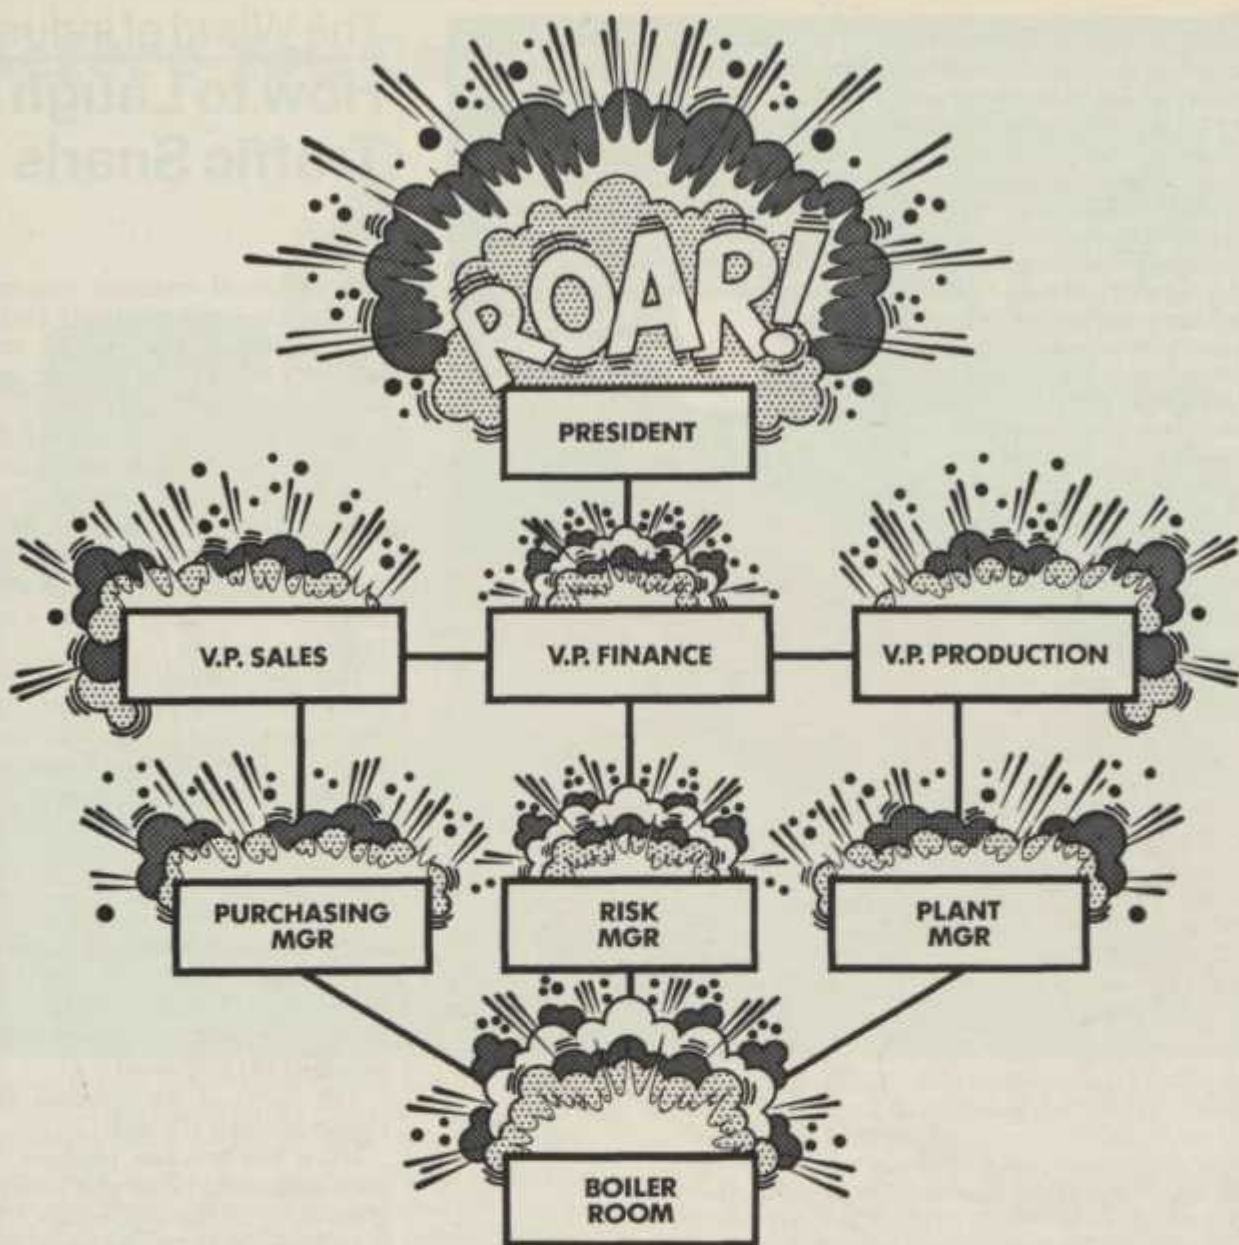 ROAR!
PRESIDENT
V.P. SALES
V.P. FINANCE
V.P. PRODUCTION
PURCHASING
MGR
RISK
MGR
PLANT
MGR
BOILER
ROOM